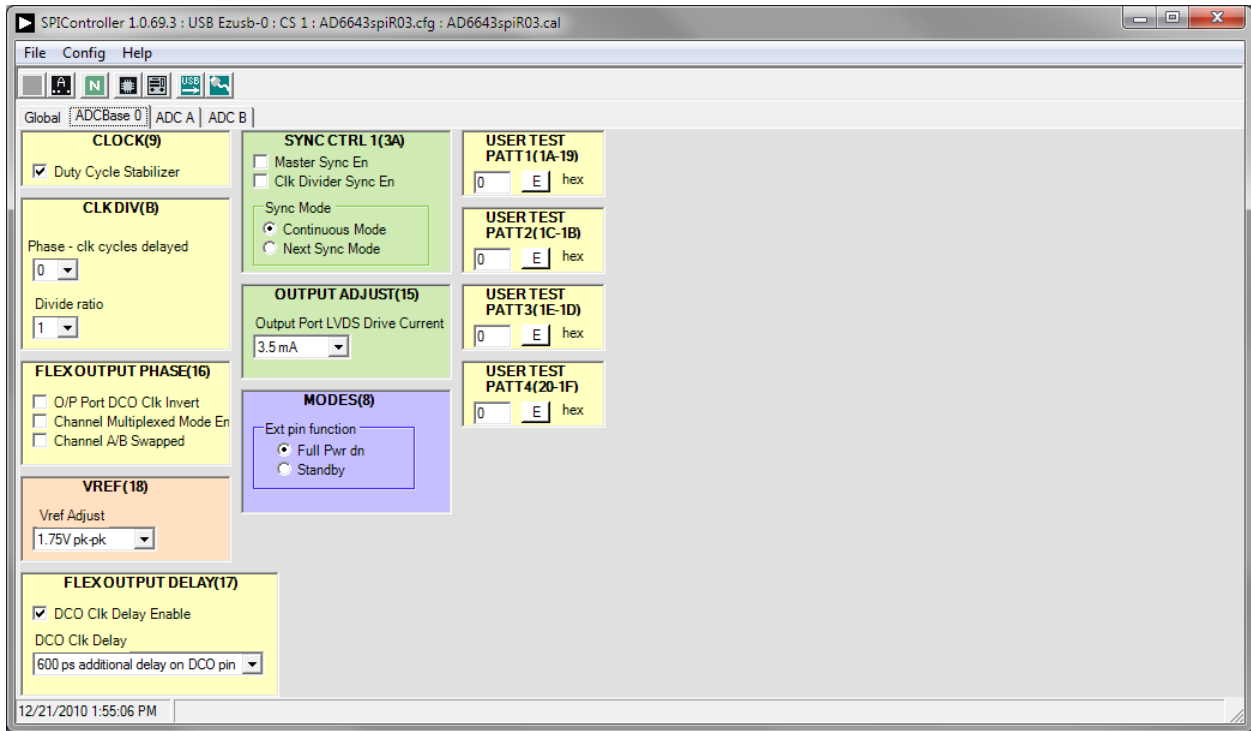 SPIController 1.0.69.3 : USB Ezusb-0 : CS 1 : AD6643spiR03.cfg : AD6643spiR03.cal
File Config Help
A N USB
Global ADCBase 0 ADC A ADC B
CLOCK(9)
Duty Cycle Stabilizer
CLK DIV(B)
Phase - clk cycles delayed
0
Divide ratio
1
FLEX OUTPUT PHASE(16)
O/P Port DCO Clk Invert
Channel Multiplexed Mode En
Channel A/B Swapped
VREF(18)
Vref Adjust
1.75V pk-pk
FLEX OUTPUT DELAY(17)
DCO Clk Delay Enable
DCO Clk Delay
600 ps additional delay on DCO pin
SYNC CTRL 1(3A)
Master Sync En
Clk Divider Sync En
Sync Mode
Continuous Mode
Next Sync Mode
OUTPUT ADJUST(15)
Output Port LVDS Drive Current
3.5 mA
MODES(8)
Ext pin function
Full Pwr dn
Standby
USER TEST
PATT1(1A-19)
0 E hex
USER TEST
PATT2(1C-1B)
0 E hex
USER TEST
PATT3(1E-1D)
0 E hex
USER TEST
PATT4(20-1F)
0 E hex
12/21/2010 1:55:06 PM